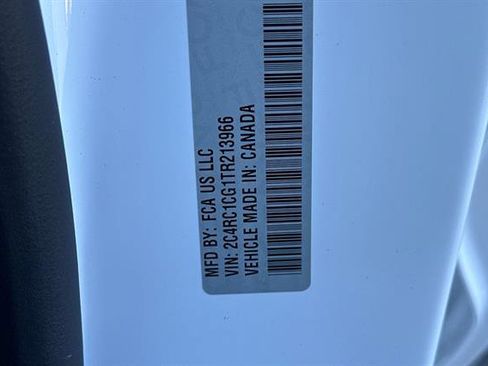 MFD BY: FCA US LLC
VIN: 2C4RC1CG1TR213966
VEHICLE MADE IN: CANADA